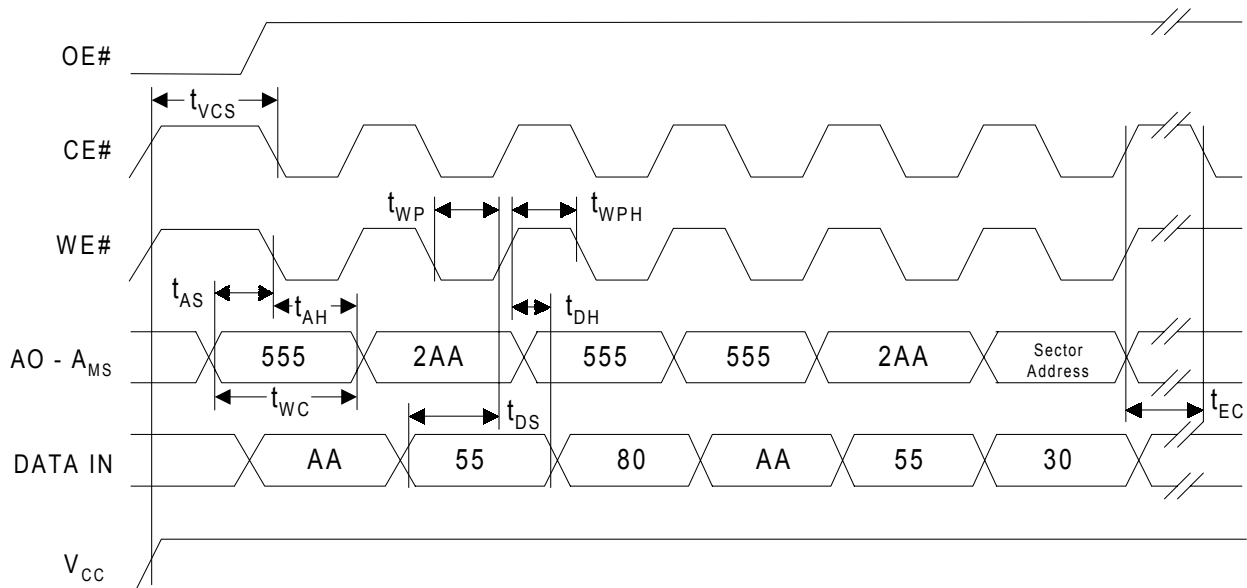 OE#
tVCS
CE#
tWP
tWPH
WE#
tAS
tAH
tDH
AO - AMS
555
2AA
555
555
2AA
Sector
Address
tWC
tDS
tEC
DATA IN
AA
55
80
AA
55
30
VCC